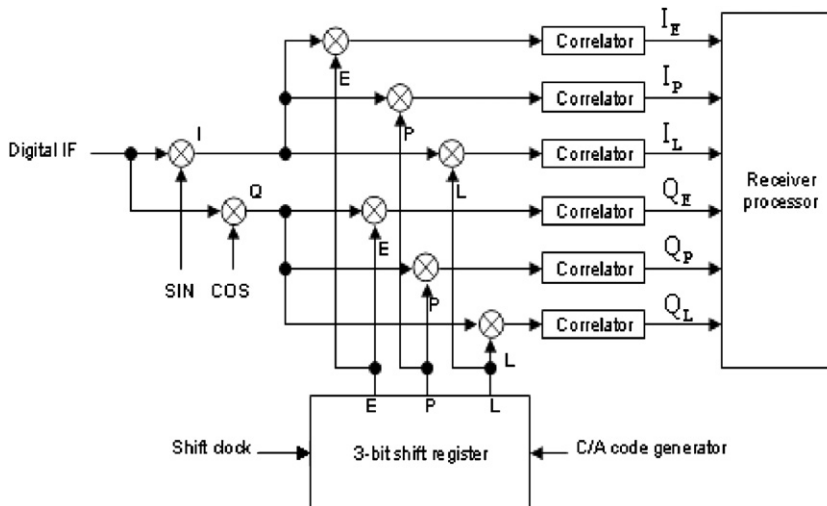 I_E
Correlator
E
I_P
Correlator
P
I_L
Digital IF
I
Correlator
L
Receiver
processor
Q
Q_E
Correlator
E
Q_P
Correlator
SIN
COS
P
Q_L
Correlator
L
E
P
L
Shift clock
3-bit shift register
C/A code generator